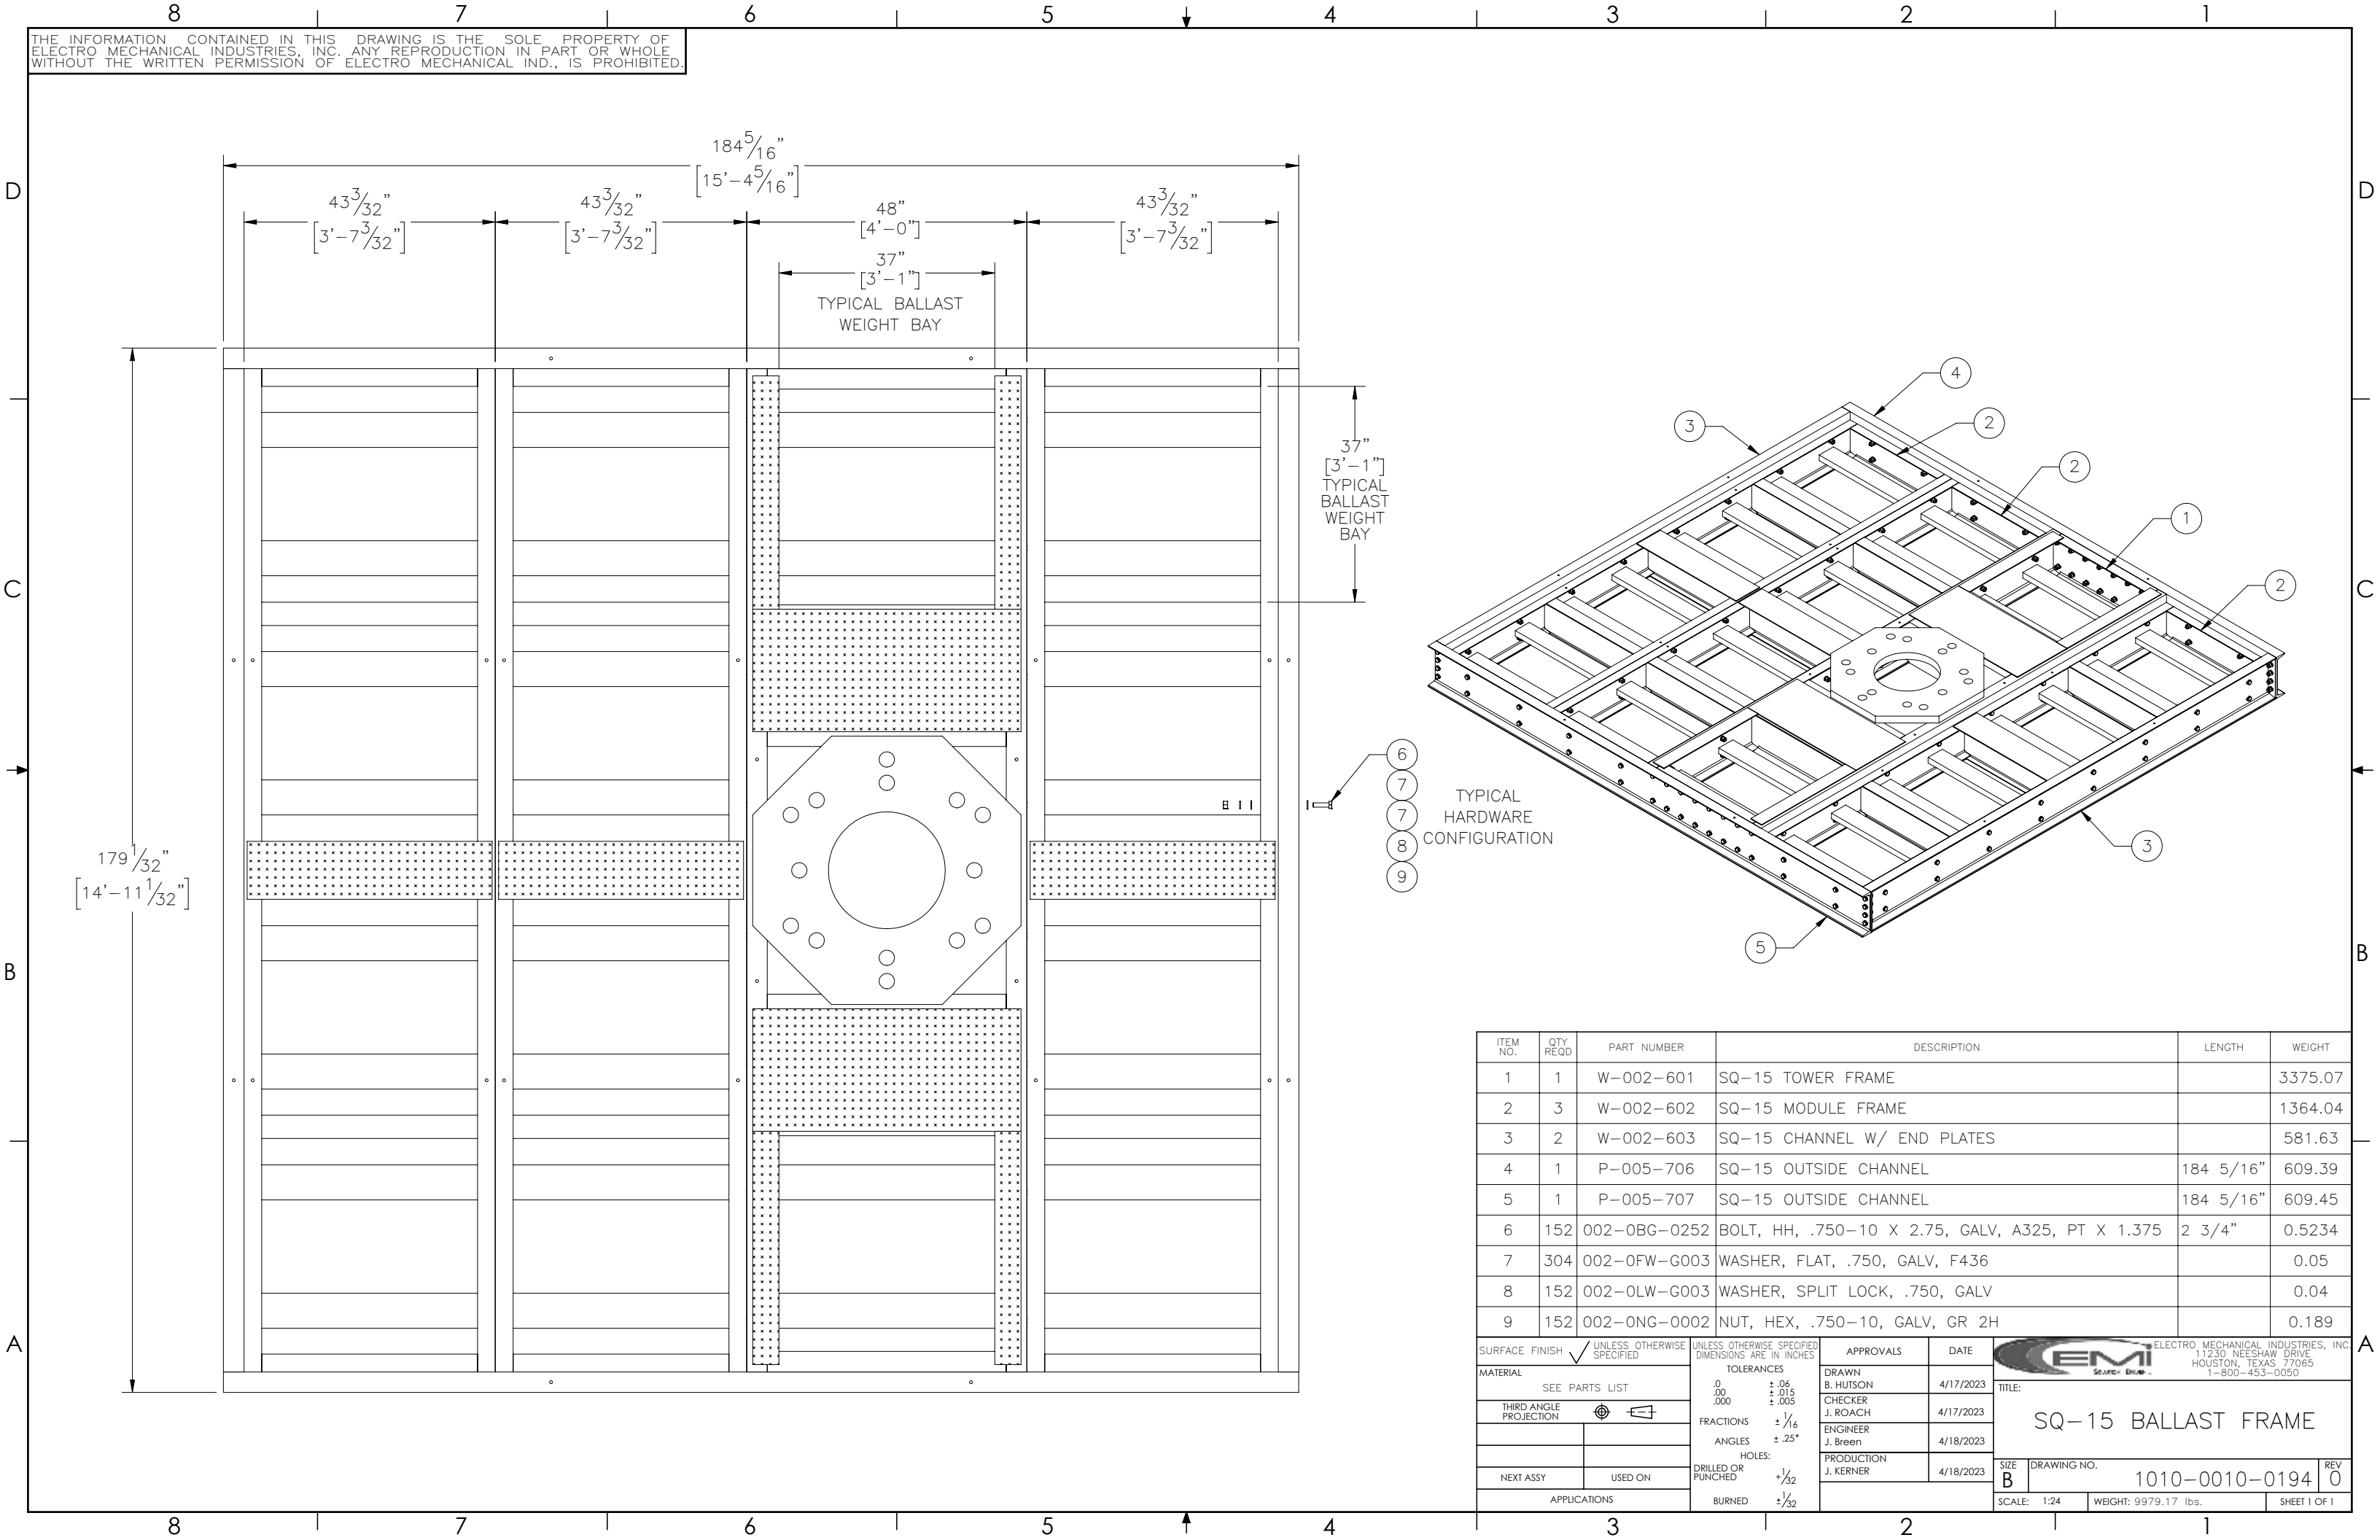 8 7 6 5 4 3 2 1
THE INFORMATION CONTAINED IN THIS DRAWING IS THE SOLE PROPERTY OF
ELECTRO MECHANICAL INDUSTRIES, INC. ANY REPRODUCTION IN PART OR WHOLE
WITHOUT THE WRITTEN PERMISSION OF ELECTRO MECHANICAL IND., IS PROHIBITED.
D
D
C
C
B
B
A
A
184 5/16"
[15'-4 5/16"]
43 3/32"
[3'-7 3/32"]
43 3/32"
[3'-7 3/32"]
48"
[4'-0"]
43 3/32"
[3'-7 3/32"]
37"
[3'-1"]
TYPICAL BALLAST
WEIGHT BAY
37"
[3'-1"]
TYPICAL
BALLAST
WEIGHT
BAY
179 1/32"
[14'-11 1/32"]
6
7
7
8
9
TYPICAL
HARDWARE
CONFIGURATION
4
3
2
2
1
2
3
5
ITEM NO. QTY REQD PART NUMBER DESCRIPTION LENGTH WEIGHT
1 1 W-002-601 SQ-15 TOWER FRAME 3375.07
2 3 W-002-602 SQ-15 MODULE FRAME 1364.04
3 2 W-002-603 SQ-15 CHANNEL W/ END PLATES 581.63
4 1 P-005-706 SQ-15 OUTSIDE CHANNEL 184 5/16" 609.39
5 1 P-005-707 SQ-15 OUTSIDE CHANNEL 184 5/16" 609.45
6 152 002-0BG-0252 BOLT, HH, .750-10 X 2.75, GALV, A325, PT X 1.375 2 3/4" 0.5234
7 304 002-0FW-G003 WASHER, FLAT, .750, GALV, F436 0.05
8 152 002-0LW-G003 WASHER, SPLIT LOCK, .750, GALV 0.04
9 152 002-0NG-0002 NUT, HEX, .750-10, GALV, GR 2H 0.189
SURFACE FINISH √ UNLESS OTHERWISE SPECIFIED
MATERIAL
SEE PARTS LIST
THIRD ANGLE PROJECTION
NEXT ASSY USED ON
APPLICATIONS
UNLESS OTHERWISE SPECIFIED
DIMENSIONS ARE IN INCHES
TOLERANCES
.0 ± .06
.00 ± .015
.000 ± .005
FRACTIONS ± 1/16
ANGLES ± .25°
HOLES:
DRILLED OR PUNCHED +1/32
BURNED ±1/32
APPROVALS DATE
DRAWN
B. HUTSON 4/17/2023
CHECKER
J. ROACH 4/17/2023
ENGINEER
J. Breen 4/18/2023
PRODUCTION
J. KERNER 4/18/2023
EMi
ELECTRO MECHANICAL INDUSTRIES, INC.
11230 NEESHAW DRIVE
HOUSTON, TEXAS 77065
1-800-453-0050
TITLE:
SQ-15 BALLAST FRAME
SIZE
B
DRAWING NO.
1010-0010-0194
REV
0
SCALE: 1:24 WEIGHT: 9979.17 lbs. SHEET 1 OF 1
8 7 6 5 4 3 2 1